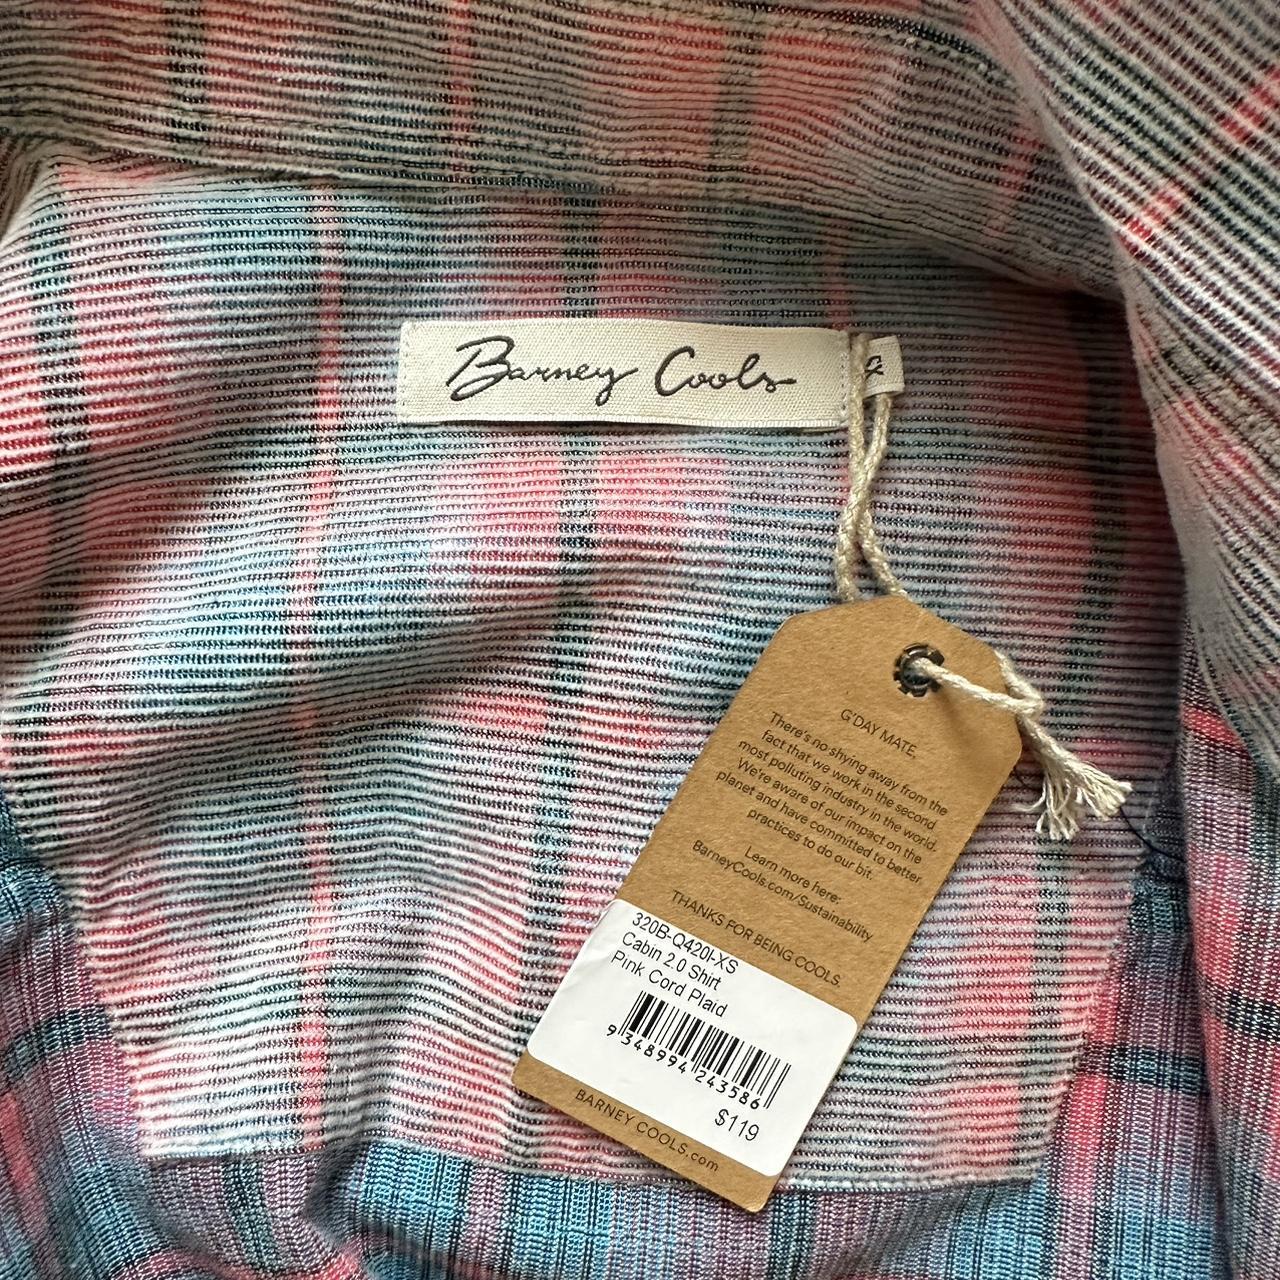 Barney Cools
G'DAY MATE,
There's no shying away from the
fact that we work in the second
most polluting industry in the world.
We're aware of our impact on the
planet and have committed to better
practices to do our bit.
Learn more here:
BarneyCools.com/Sustainability
THANKS FOR BEING COOLS.
320B-Q420I-XS
Cabin 2.0 Shirt
Pink Cord Plaid
9 348994 243586
$119
BARNEY COOLS.com